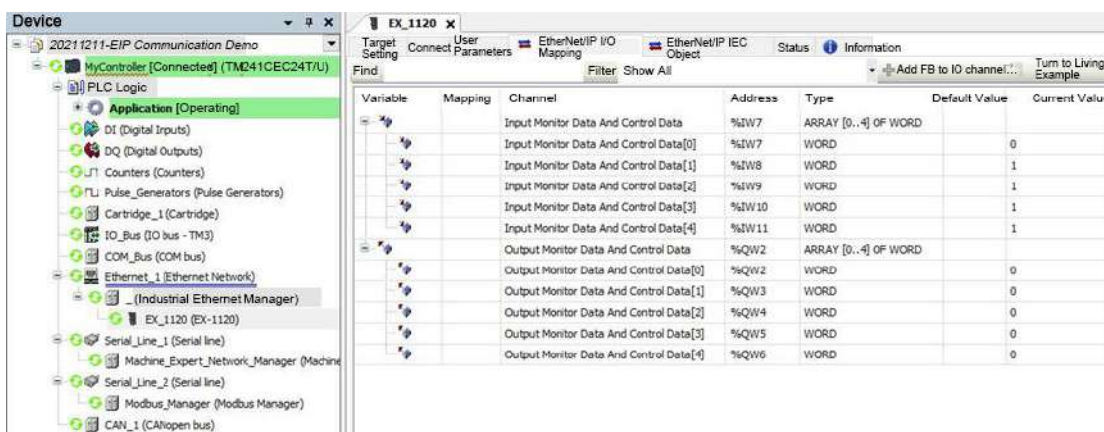 Device
20211211-EIP Communication Demo
MyController [Connected] (TM241CEC24T/U)
PLC Logic
Application [Operating]
DI (Digital Inputs)
DQ (Digital Outputs)
Counters (Counters)
Pulse_Generators (Pulse Generators)
Cartridge_1 (Cartridge)
IO_Bus (IO bus - TM3)
COM_Bus (COM bus)
Ethernet_1 (Ethernet Network)
_ (Industrial Ethernet Manager)
EX_1120 (EX-1120)
Serial_Line_1 (Serial line)
Machine_Expert_Network_Manager (Machine
Serial_Line_2 (Serial line)
Modbus_Manager (Modbus Manager)
CAN_1 (CANopen bus)
EX_1120
Target Setting Connect User Parameters EtherNet/IP I/O Mapping EtherNet/IP IEC Object Status Information
Find Filter Show All Add FB to IO channel... Turn to Living Example
Variable Mapping Channel Address Type Default Value Current Valu
Input Monitor Data And Control Data %IW7 ARRAY [0..4] OF WORD
Input Monitor Data And Control Data[0] %IW7 WORD 0
Input Monitor Data And Control Data[1] %IW8 WORD 1
Input Monitor Data And Control Data[2] %IW9 WORD 1
Input Monitor Data And Control Data[3] %IW10 WORD 1
Input Monitor Data And Control Data[4] %IW11 WORD 1
Output Monitor Data And Control Data %QW2 ARRAY [0..4] OF WORD
Output Monitor Data And Control Data[0] %QW2 WORD 0
Output Monitor Data And Control Data[1] %QW3 WORD 0
Output Monitor Data And Control Data[2] %QW4 WORD 0
Output Monitor Data And Control Data[3] %QW5 WORD 0
Output Monitor Data And Control Data[4] %QW6 WORD 0